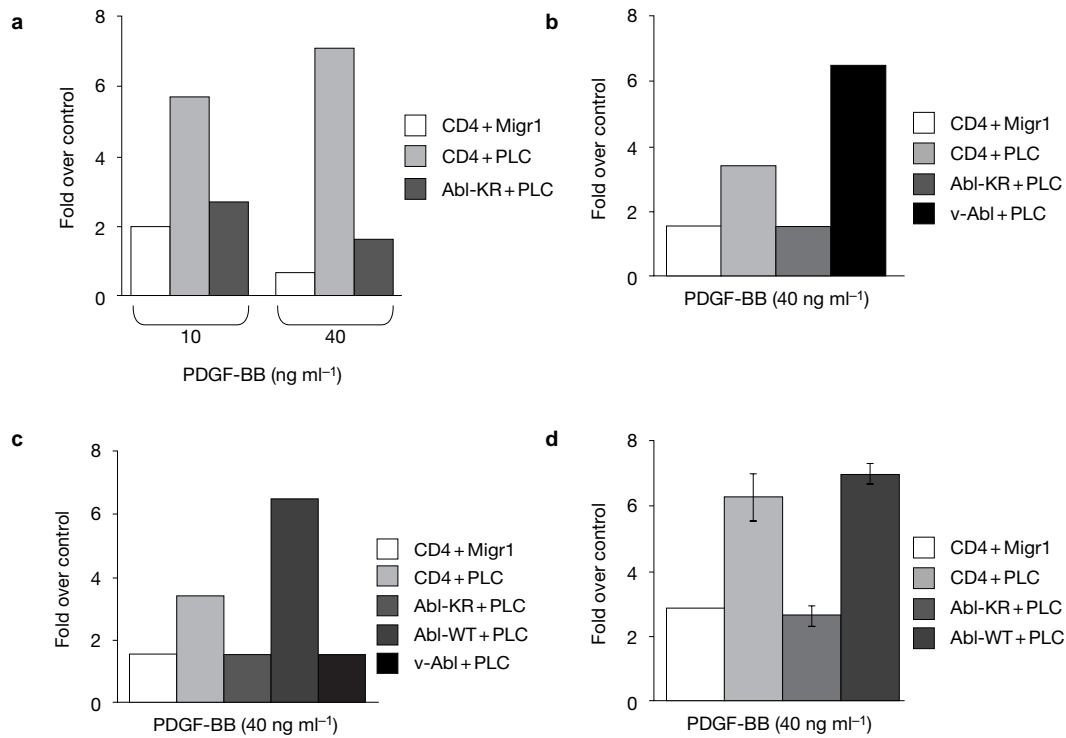 a
8
6
4
2
0
Fold over control
CD4 + Migr1
CD4 + PLC
Abl-KR + PLC
10
40
PDGF-BB (ng ml⁻¹)
b
8
6
4
2
0
Fold over control
CD4 + Migr1
CD4 + PLC
Abl-KR + PLC
v-Abl + PLC
PDGF-BB (40 ng ml⁻¹)
c
8
6
4
2
0
Fold over control
CD4 + Migr1
CD4 + PLC
Abl-KR + PLC
Abl-WT + PLC
v-Abl + PLC
PDGF-BB (40 ng ml⁻¹)
d
8
6
4
2
0
Fold over control
CD4 + Migr1
CD4 + PLC
Abl-KR + PLC
Abl-WT + PLC
PDGF-BB (40 ng ml⁻¹)